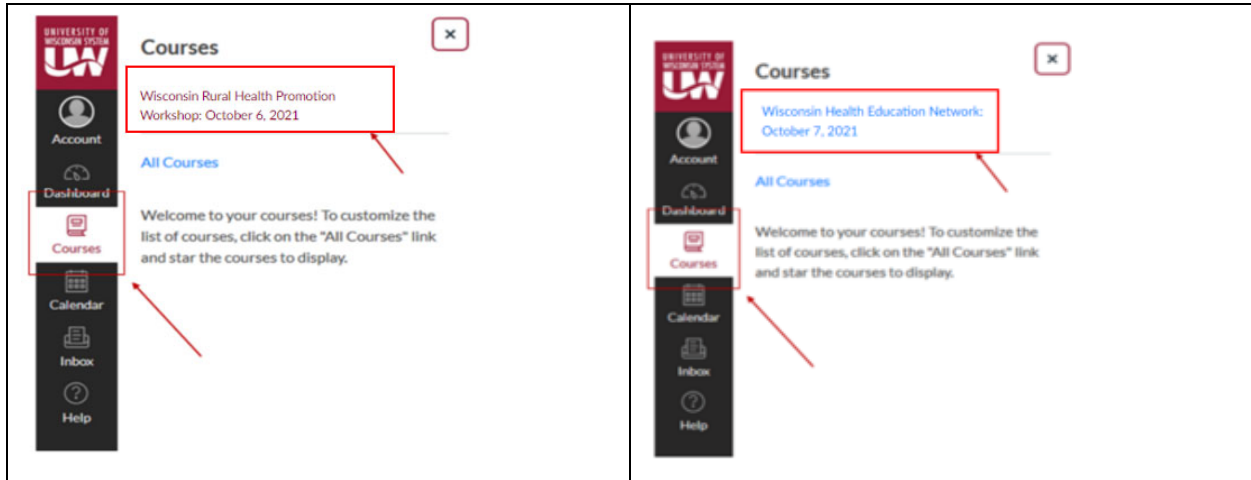 UNIVERSITY OF
WISCONSIN SYSTEM
UW
Account
Dashboard
Courses
Calendar
Inbox
Help
Courses
×
Wisconsin Rural Health Promotion
Workshop: October 6, 2021
All Courses
Welcome to your courses! To customize the
list of courses, click on the "All Courses" link
and star the courses to display.
UNIVERSITY OF
WISCONSIN SYSTEM
UW
Account
Dashboard
Courses
Calendar
Inbox
Help
Courses
×
Wisconsin Health Education Network:
October 7, 2021
All Courses
Welcome to your courses! To customize the
list of courses, click on the "All Courses" link
and star the courses to display.